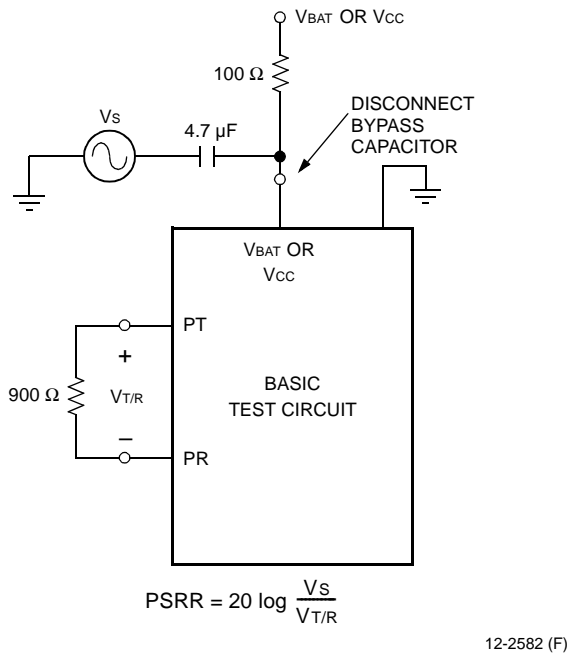 VBAT OR VCC
100 Ω
VS
4.7 µF
DISCONNECT
BYPASS
CAPACITOR
VBAT OR
VCC
PT
+
900 Ω
VT/R
BASIC
TEST CIRCUIT
–
PR
PSRR = 20 log VS
VT/R
12-2582 (F)